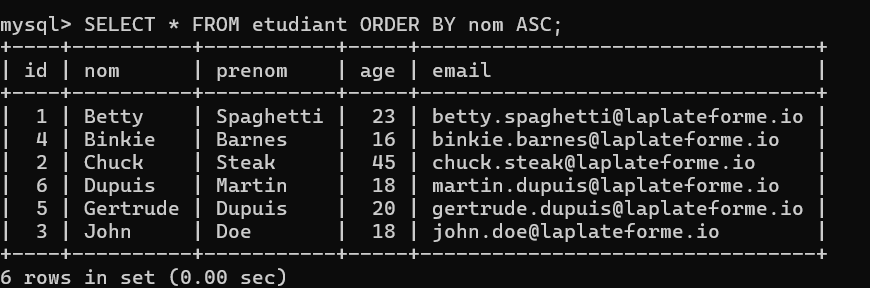 mysql> SELECT * FROM etudiant ORDER BY nom ASC;
+----+----------+-----------+-----+----------------------------------+
| id | nom      | prenom    | age | email                            |
+----+----------+-----------+-----+----------------------------------+
|  1 | Betty    | Spaghetti |  23 | betty.spaghetti@laplateforme.io |
|  4 | Binkie   | Barnes    |  16 | binkie.barnes@laplateforme.io   |
|  2 | Chuck    | Steak     |  45 | chuck.steak@laplateforme.io     |
|  6 | Dupuis   | Martin    |  18 | martin.dupuis@laplateforme.io   |
|  5 | Gertrude | Dupuis    |  20 | gertrude.dupuis@laplateforme.io |
|  3 | John     | Doe       |  18 | john.doe@laplateforme.io        |
+----+----------+-----------+-----+----------------------------------+
6 rows in set (0.00 sec)